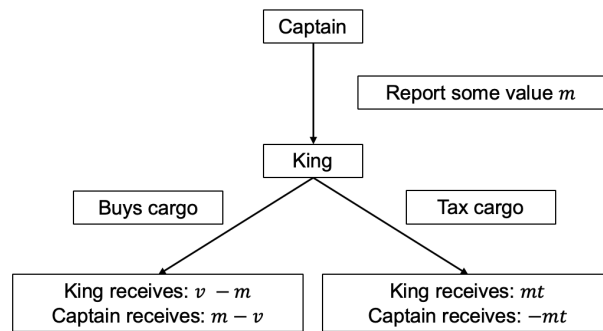 Captain
Report some value m
King
Buys cargo
Tax cargo
King receives: v − m
Captain receives: m − v
King receives: mt
Captain receives: −mt